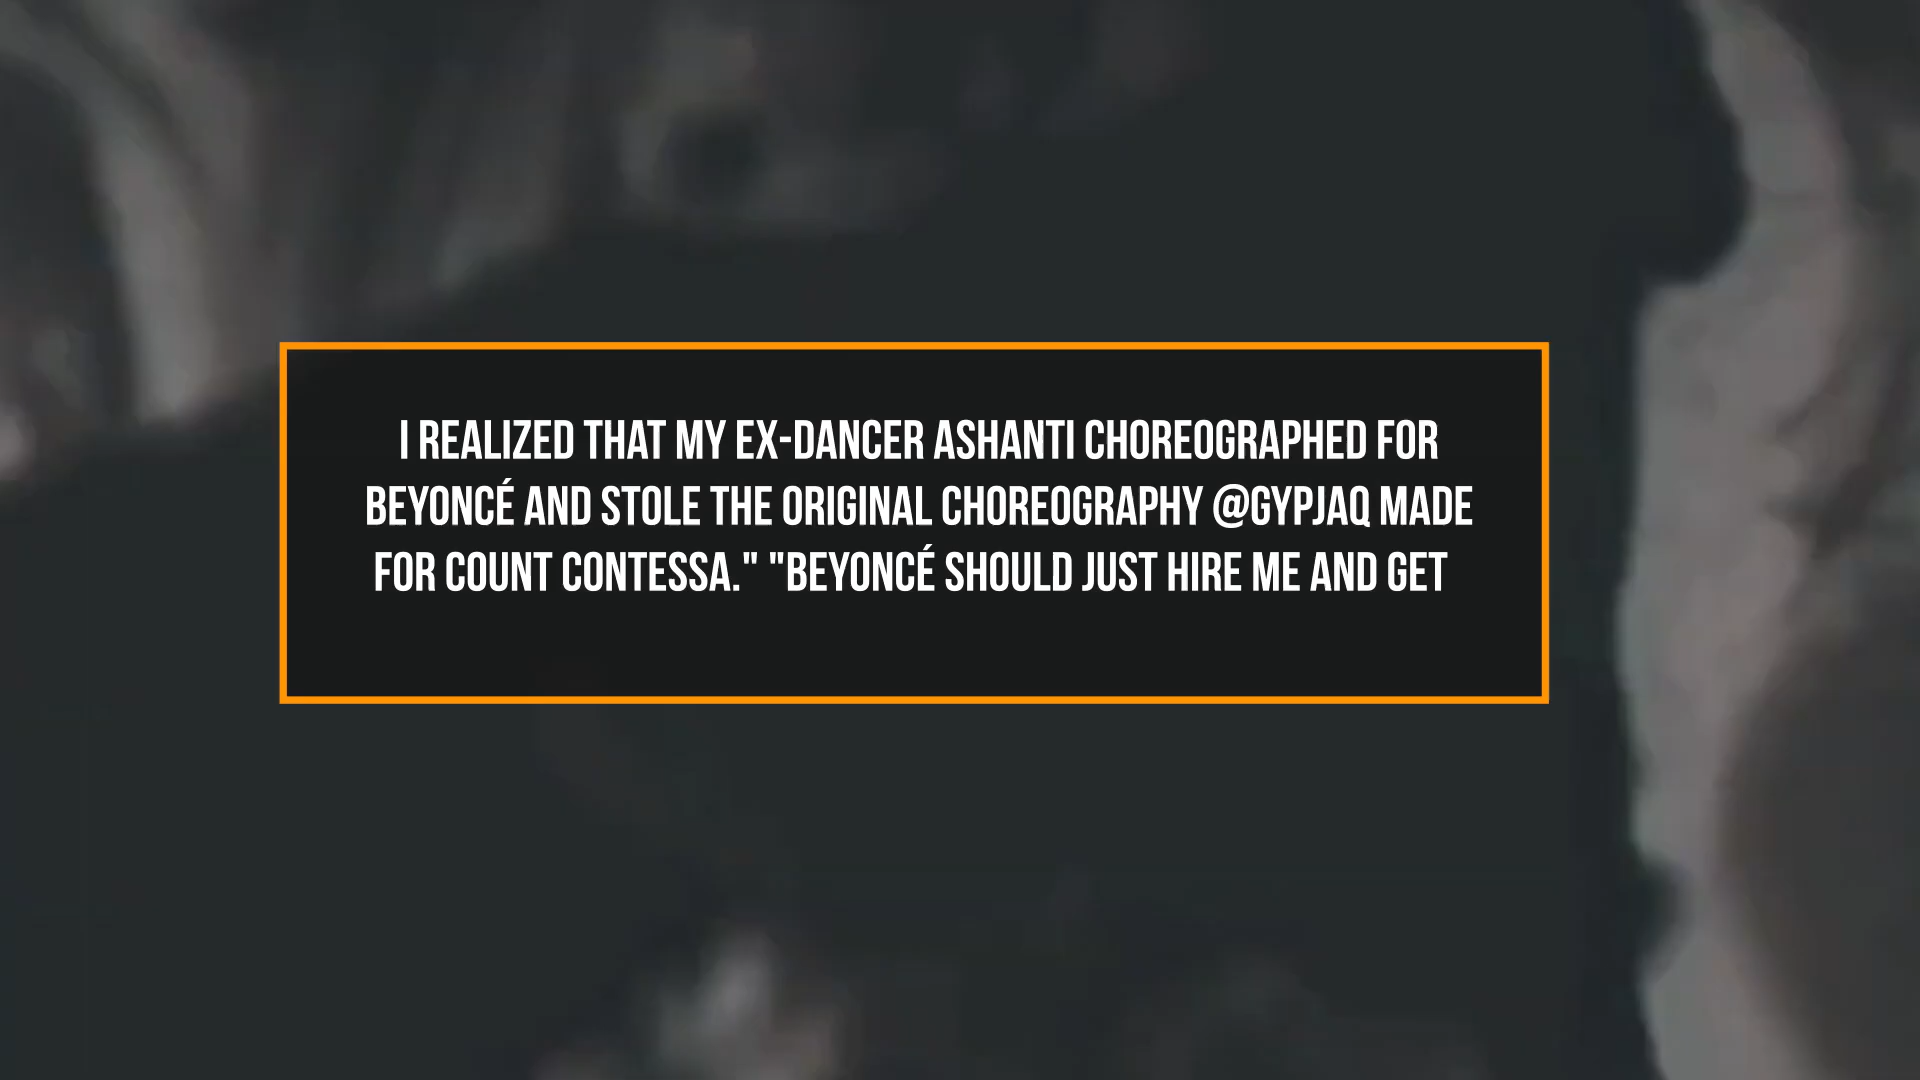 I REALIZED THAT MY EX-DANCER ASHANTI CHOREOGRAPHED FOR
BEYONCÉ AND STOLE THE ORIGINAL CHOREOGRAPHY @GYPJAQ MADE
FOR COUNT CONTESSA." "BEYONCÉ SHOULD JUST HIRE ME AND GET